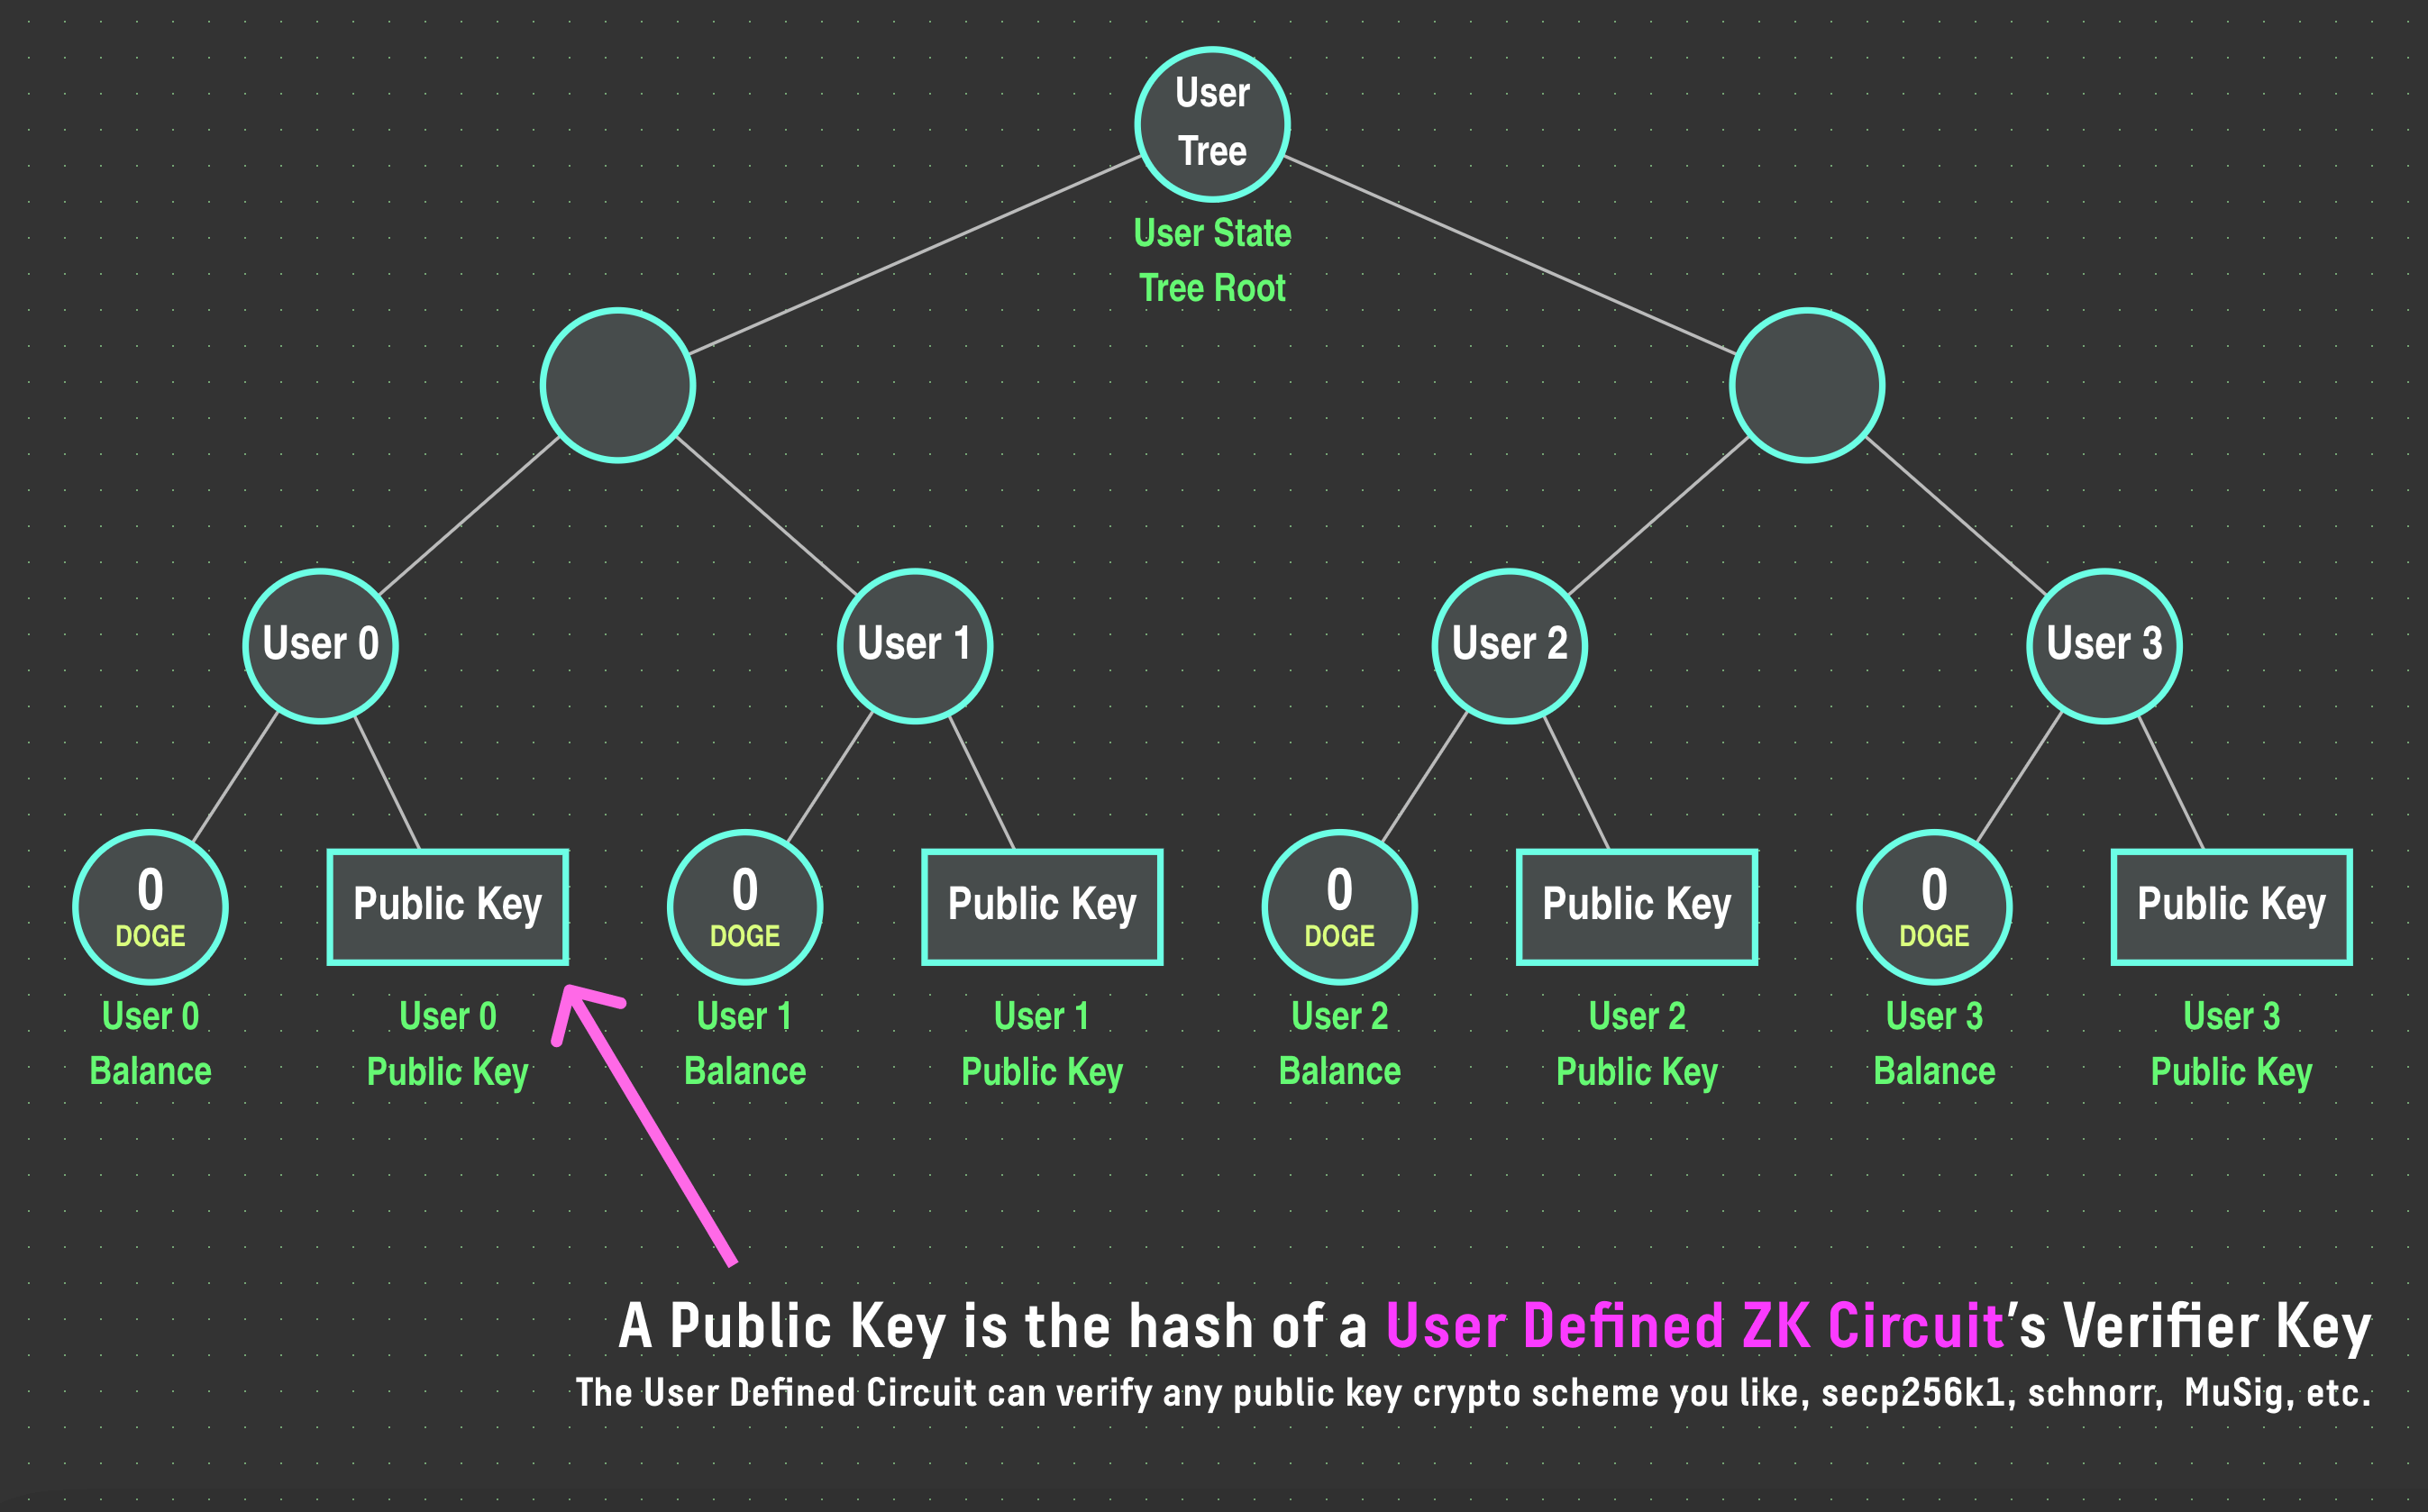 User
Tree
User State
Tree Root
User 0
User 1
User 2
User 3
0
DOGE
Public Key
0
DOGE
Public Key
0
DOGE
Public Key
0
DOGE
Public Key
User 0
Balance
User 0
Public Key
User 1
Balance
User 1
Public Key
User 2
Balance
User 2
Public Key
User 3
Balance
User 3
Public Key
A Public Key is the hash of a User Defined ZK Circuit's Verifier Key
The User Defined Circuit can verify any public key crypto scheme you like, secp256k1, schnorr, MuSig, etc.